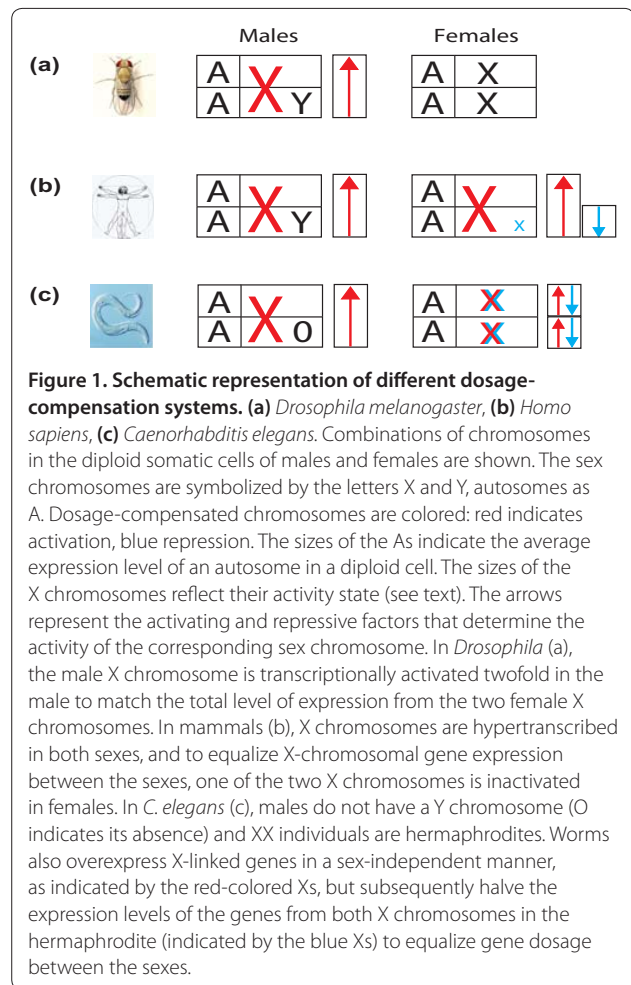 Males Females
(a) A X A Y A X A X
(b) A X A Y A X A x
(c) A X A O A X A X
Figure 1. Schematic representation of different dosage-
compensation systems. (a) Drosophila melanogaster, (b) Homo
sapiens, (c) Caenorhabditis elegans. Combinations of chromosomes
in the diploid somatic cells of males and females are shown. The sex
chromosomes are symbolized by the letters X and Y, autosomes as
A. Dosage-compensated chromosomes are colored: red indicates
activation, blue repression. The sizes of the As indicate the average
expression level of an autosome in a diploid cell. The sizes of the
X chromosomes reflect their activity state (see text). The arrows
represent the activating and repressive factors that determine the
activity of the corresponding sex chromosome. In Drosophila (a),
the male X chromosome is transcriptionally activated twofold in the
male to match the total level of expression from the two female X
chromosomes. In mammals (b), X chromosomes are hypertranscribed
in both sexes, and to equalize X-chromosomal gene expression
between the sexes, one of the two X chromosomes is inactivated
in females. In C. elegans (c), males do not have a Y chromosome (O
indicates its absence) and XX individuals are hermaphrodites. Worms
also overexpress X-linked genes in a sex-independent manner,
as indicated by the red-colored Xs, but subsequently halve the
expression levels of the genes from both X chromosomes in the
hermaphrodite (indicated by the blue Xs) to equalize gene dosage
between the sexes.